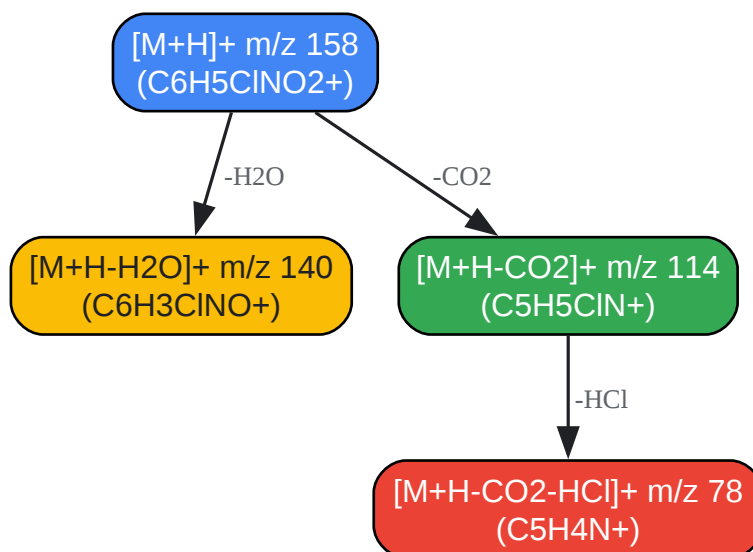 [M+H]+ m/z 158
(C6H5ClNO2+)
-H2O
-CO2
[M+H-H2O]+ m/z 140
(C6H3ClNO+)
[M+H-CO2]+ m/z 114
(C5H5ClN+)
-HCl
[M+H-CO2-HCl]+ m/z 78
(C5H4N+)